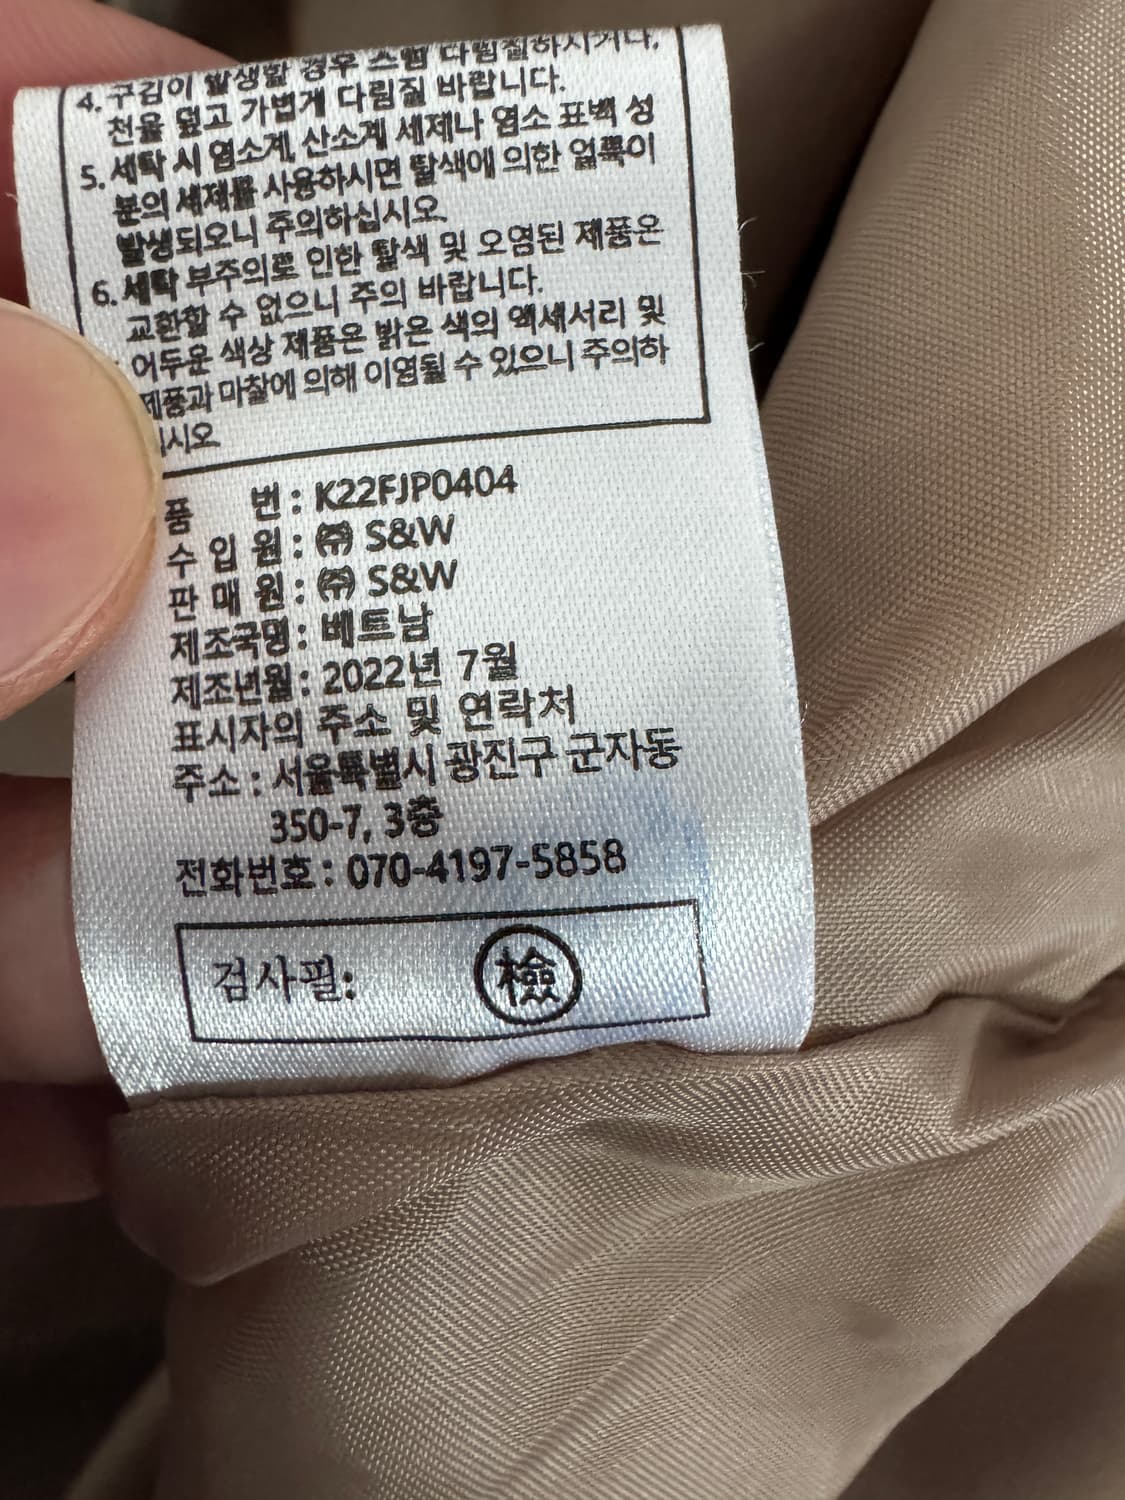 4. 구김이 발생할 경우 스팀 다림질하시거나,
천을 덮고 가볍게 다림질 바랍니다.
5. 세탁 시 염소계, 산소계 세제나 염소 표백 성
분의 세제를 사용하시면 탈색에 의한 얼룩이
발생되오니 주의하십시오.
6. 세탁 부주의로 인한 탈색 및 오염된 제품은
교환할 수 없으니 주의 바랍니다.
어두운 색상 제품은 밝은 색의 액세서리 및
제품과 마찰에 의해 이염될 수 있으니 주의하
십시오
품 번 : K22FJP0404
수 입 원 : ㈜ S&W
판 매 원 : ㈜ S&W
제조국명 : 베트남
제조년월 : 2022년 7월
표시자의 주소 및 연락처
주소 : 서울특별시 광진구 군자동
350-7, 3층
전화번호 : 070-4197-5858
검사필: 檢